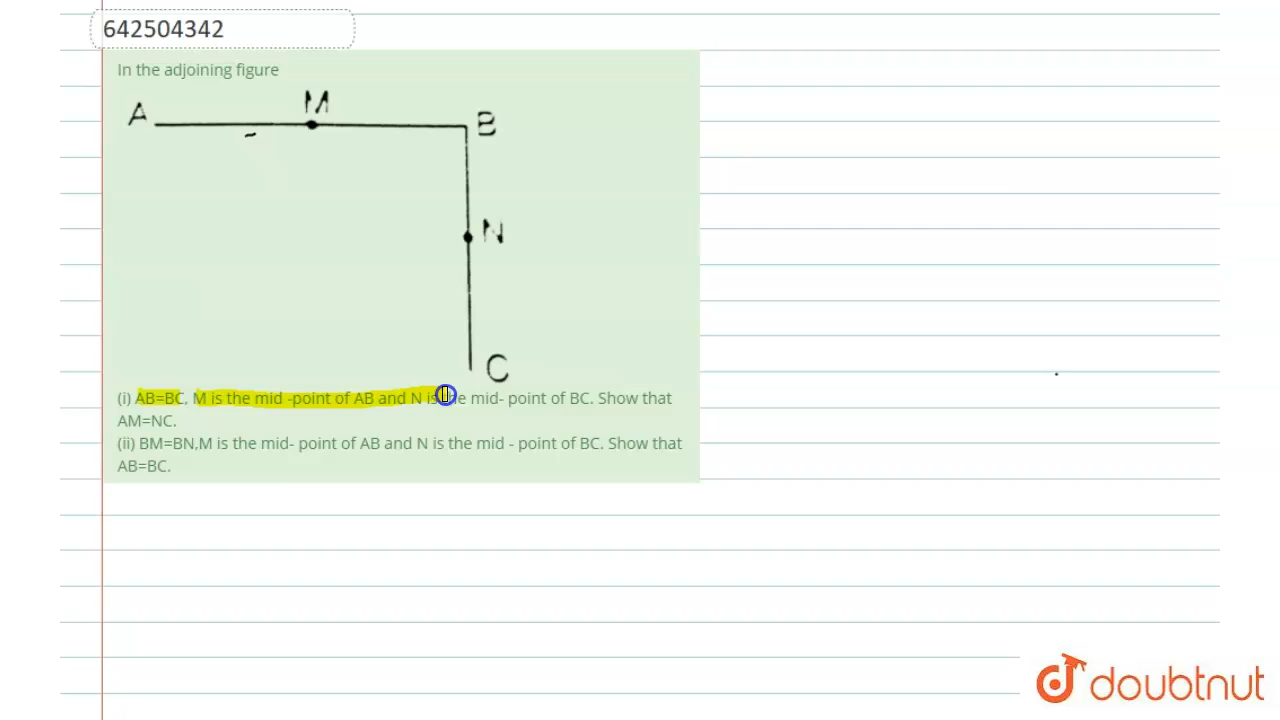 642504342
In the adjoining figure
A
M
B
N
C
(i) AB=BC, M is the mid -point of AB and N is the mid- point of BC. Show that
AM=NC.
(ii) BM=BN,M is the mid- point of AB and N is the mid - point of BC. Show that
AB=BC.
doubtnut